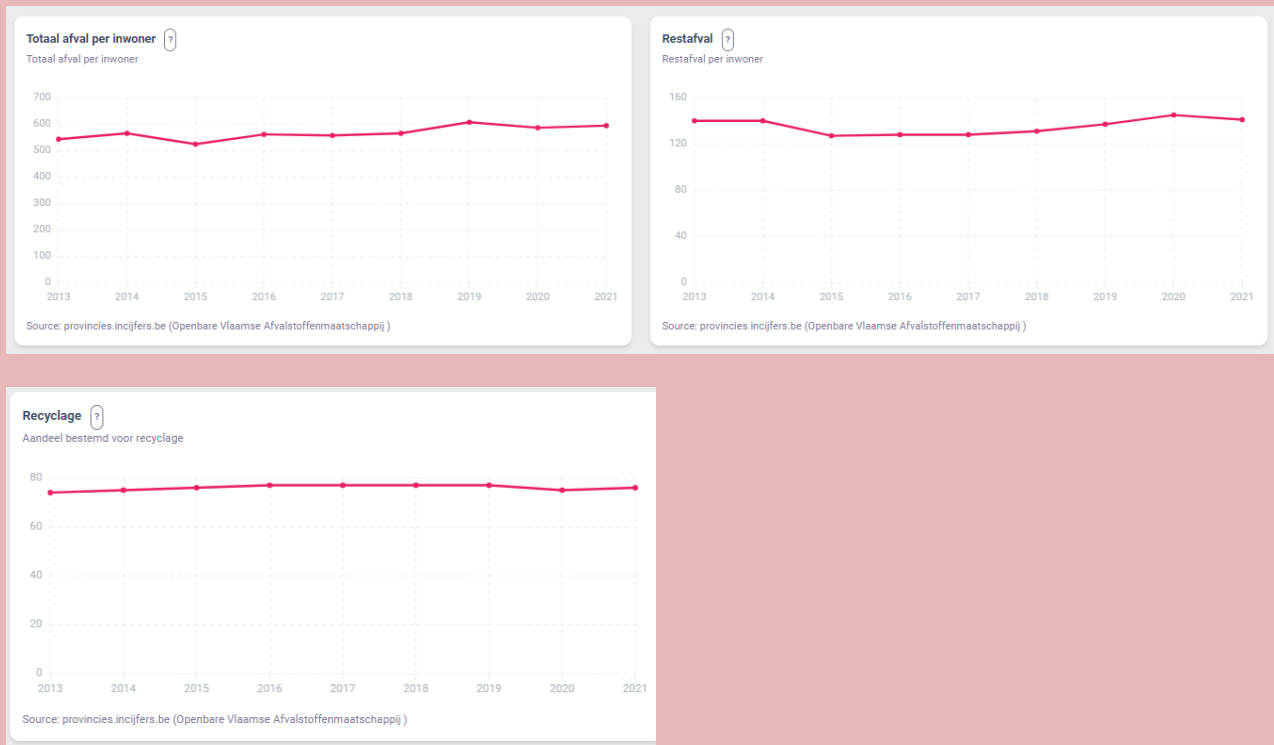 Totaal afval per inwoner ?
Totaal afval per inwoner
700
600
500
400
300
200
100
0
2013 2014 2015 2016 2017 2018 2019 2020 2021
Source: provincies.incijfers.be (Openbare Vlaamse Afvalstoffenmaatschappij )
Restafval ?
Restafval per inwoner
160
120
80
40
0
2013 2014 2015 2016 2017 2018 2019 2020 2021
Source: provincies.incijfers.be (Openbare Vlaamse Afvalstoffenmaatschappij )
Recyclage ?
Aandeel bestemd voor recyclage
80
60
40
20
0
2013 2014 2015 2016 2017 2018 2019 2020 2021
Source: provincies.incijfers.be (Openbare Vlaamse Afvalstoffenmaatschappij )